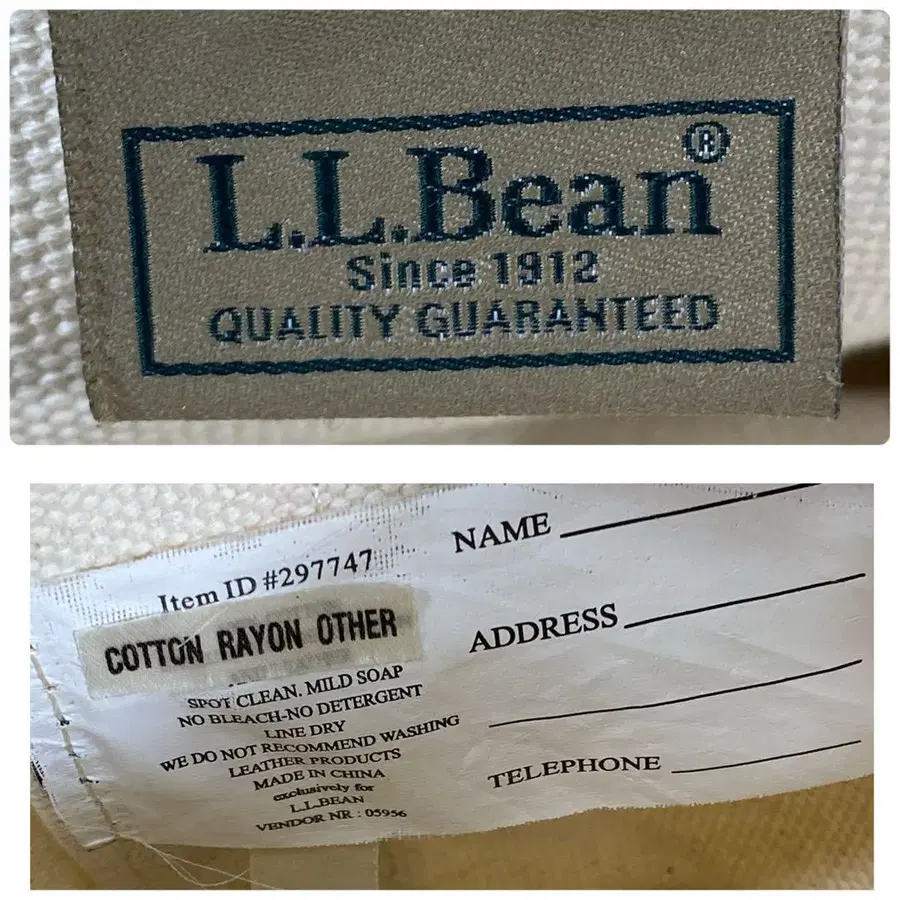 L.L.Bean®
Since 1912
QUALITY GUARANTEED
Item ID #297747
COTTON RAYON OTHER
SPOT CLEAN. MILD SOAP
NO BLEACH-NO DETERGENT
LINE DRY
WE DO NOT RECOMMEND WASHING
LEATHER PRODUCTS
MADE IN CHINA
exclusively for
L.L.BEAN
VENDOR NR : 05956
NAME
ADDRESS
TELEPHONE